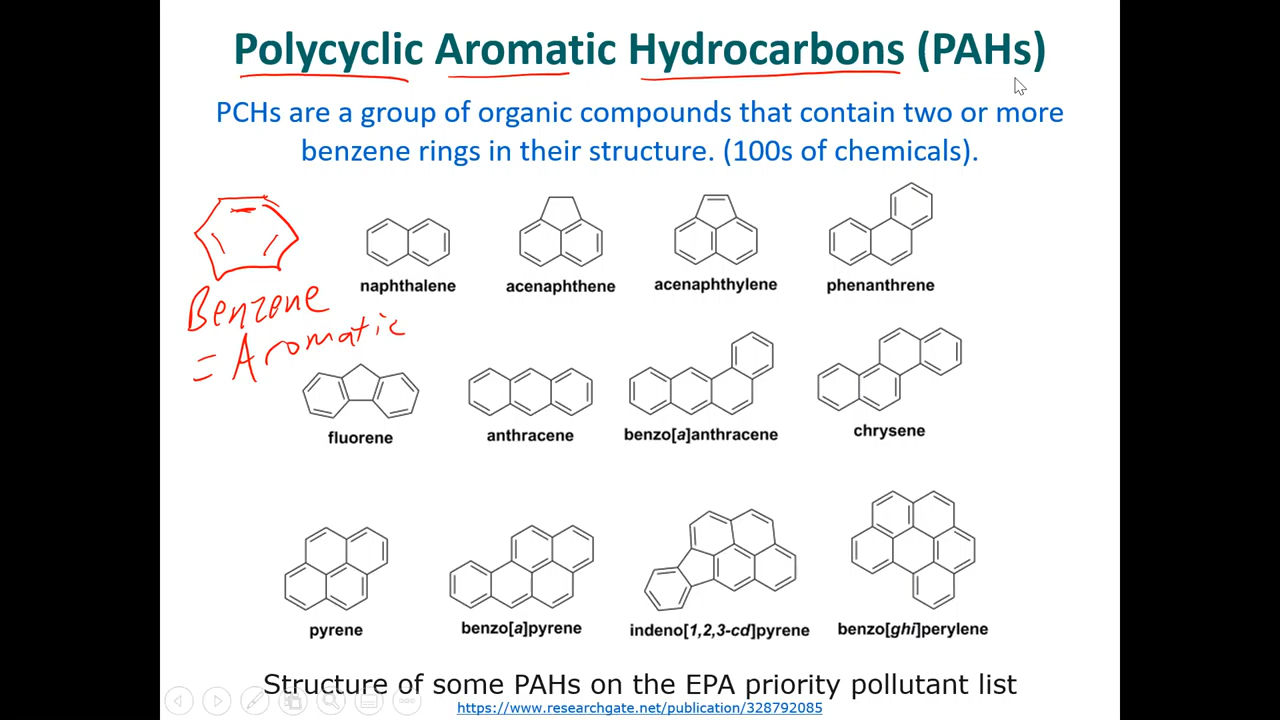 Polycyclic Aromatic Hydrocarbons (PAHs)
PCHs are a group of organic compounds that contain two or more
benzene rings in their structure. (100s of chemicals).
naphthalene
acenaphthene
acenaphthylene
phenanthrene
Benzene
= Aromatic
fluorene
anthracene
benzo[a]anthracene
chrysene
pyrene
benzo[a]pyrene
indeno[1,2,3-cd]pyrene
benzo[ghi]perylene
Structure of some PAHs on the EPA priority pollutant list
https://www.researchgate.net/publication/328792085